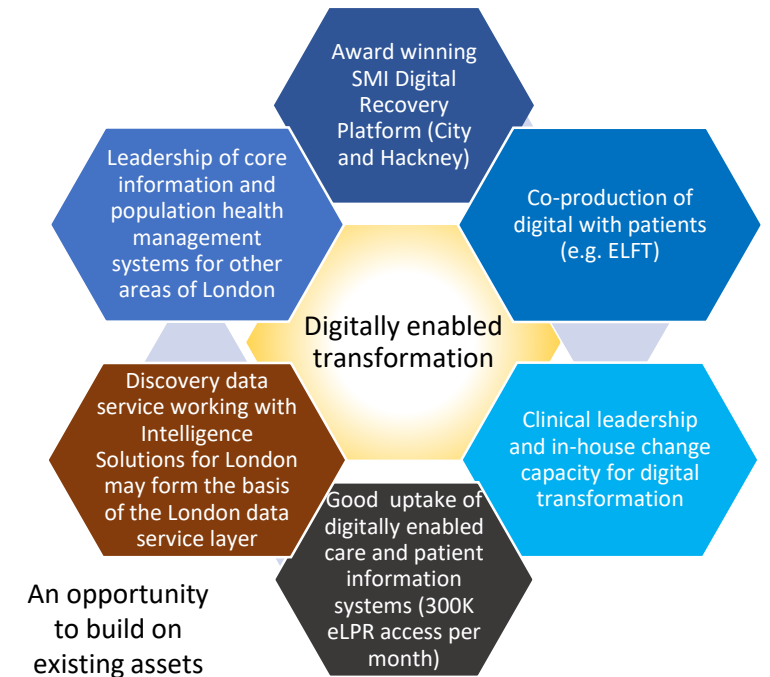 Award winning
SMI Digital
Recovery
Platform (City
and Hackney)
Leadership of core
information and
population health
management
systems for other
areas of London
Co-production of
digital with patients
(e.g. ELFT)
Digitally enabled
transformation
Discovery data
service working with
Intelligence
Solutions for London
may form the basis
of the London data
service layer
Clinical leadership
and in-house change
capacity for digital
transformation
Good uptake of
digitally enabled
care and patient
information
systems (300K
eLPR access per
month)
An opportunity
to build on
existing assets